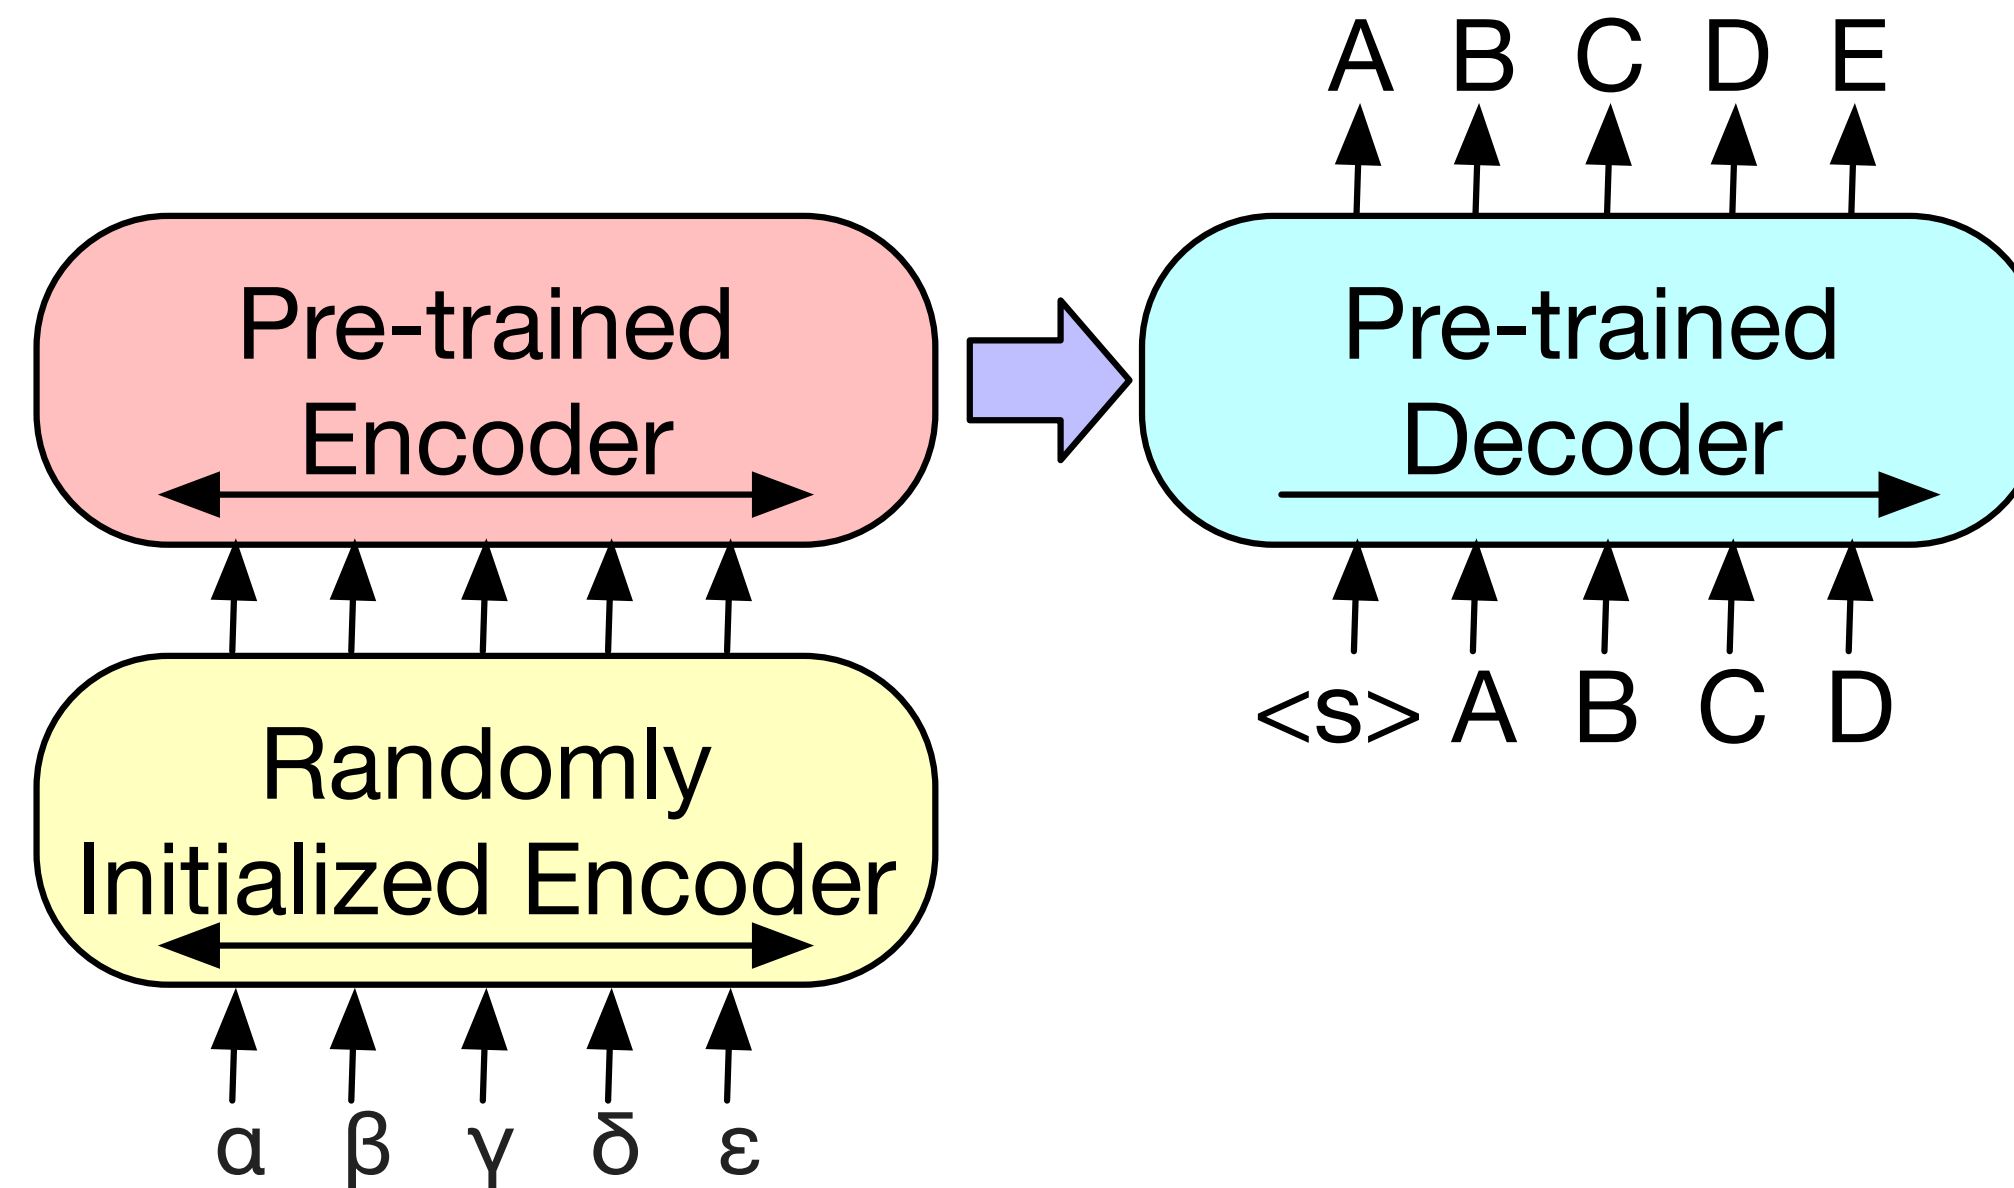 A B C D E
Pre-trained
Encoder
Pre-trained
Decoder
<s> A B C D
Randomly
Initialized Encoder
α β γ δ ε